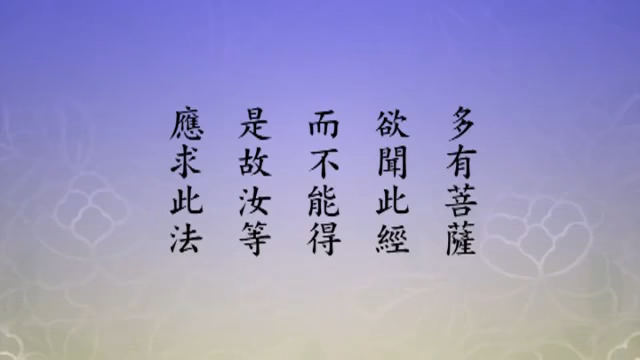 多有菩薩
欲聞此經
而不能得
是故汝等
應求此法